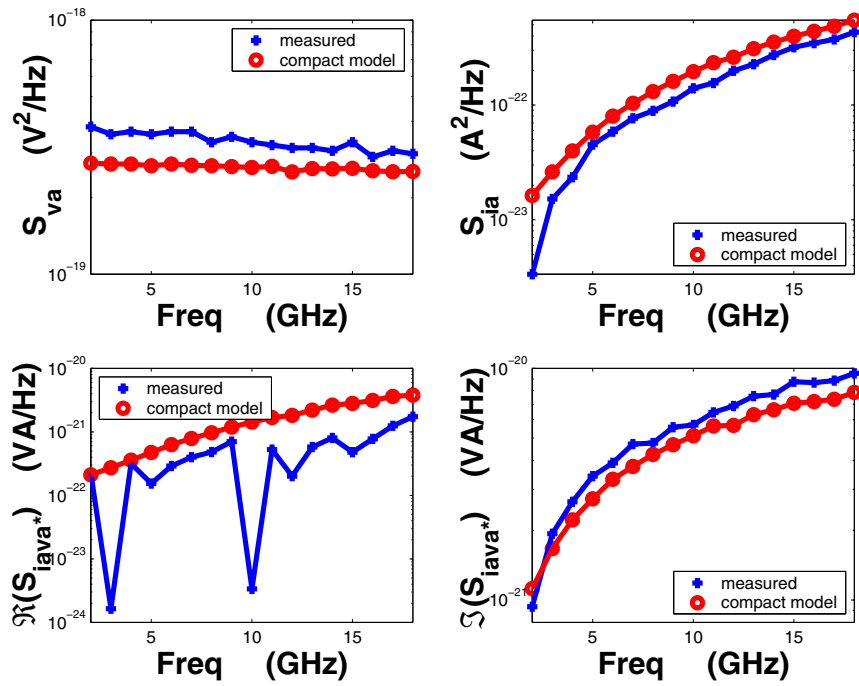 10^-18
S_va (V^2/Hz)
measured
compact model
10^-19
5 10 15
Freq (GHz)
S_ia (A^2/Hz)
10^-22
10^-23
measured
compact model
5 10 15
Freq (GHz)
ℜ(S_iava*) (VA/Hz)
10^-20
10^-21
10^-22
10^-23
10^-24
measured
compact model
5 10 15
Freq (GHz)
ℑ(S_iava*) (VA/Hz)
10^-20
10^-21
measured
compact model
5 10 15
Freq (GHz)